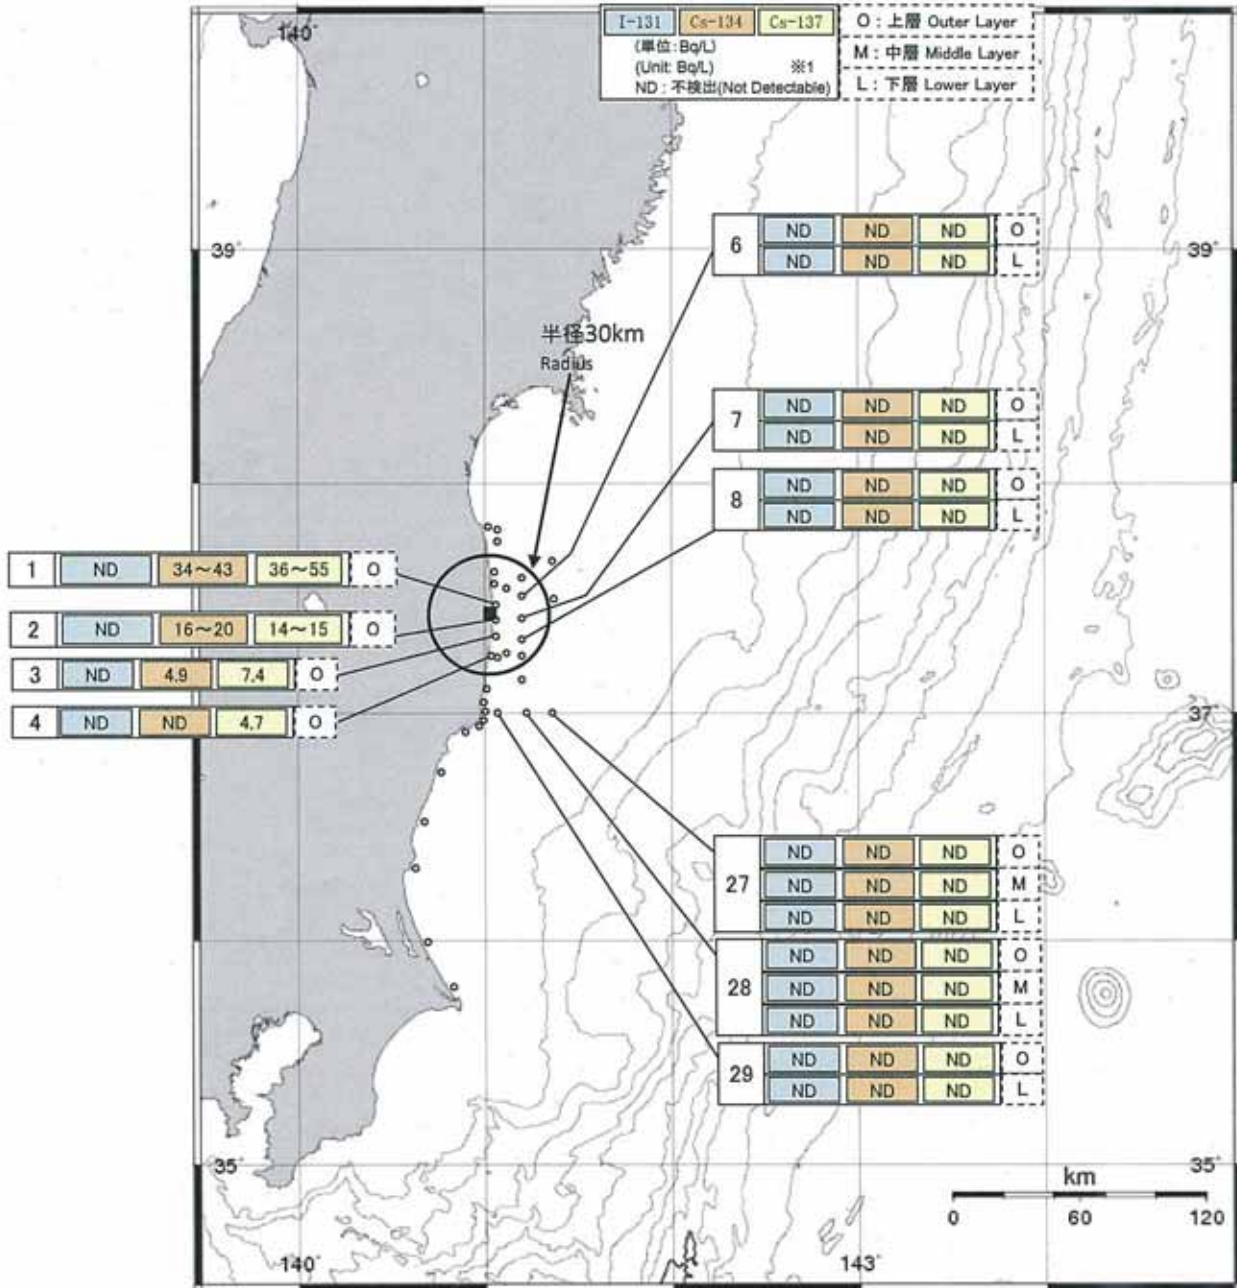 140°
I-131 Cs-134 Cs-137
(単位: Bq/L)
(Unit: Bq/L) ※1
ND : 不検出(Not Detectable)
O : 上層 Outer Layer
M : 中層 Middle Layer
L : 下層 Lower Layer
39°
39°
6 ND ND ND O
ND ND ND L
半径30km
Radius
7 ND ND ND O
ND ND ND L
8 ND ND ND O
ND ND ND L
1 ND 34～43 36～55 O
2 ND 16～20 14～15 O
3 ND 4.9 7.4 O
4 ND ND 4.7 O
37°
27 ND ND ND O
ND ND ND M
ND ND ND L
28 ND ND ND O
ND ND ND M
ND ND ND L
29 ND ND ND O
ND ND ND L
35°
35°
km
0 60 120
140°
143°